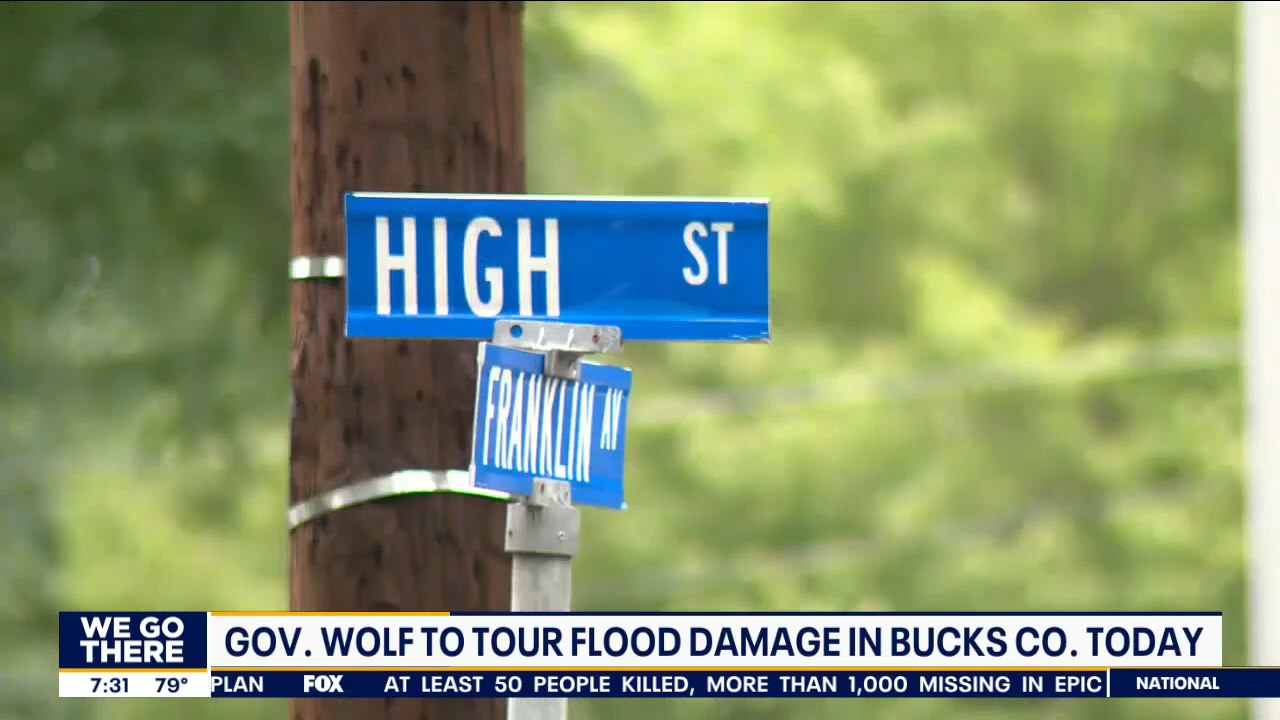 HIGH ST
FRANKLIN AV
WE GO THERE
GOV. WOLF TO TOUR FLOOD DAMAGE IN BUCKS CO. TODAY
7:31 79° PLAN FOX AT LEAST 50 PEOPLE KILLED, MORE THAN 1,000 MISSING IN EPIC NATIONAL